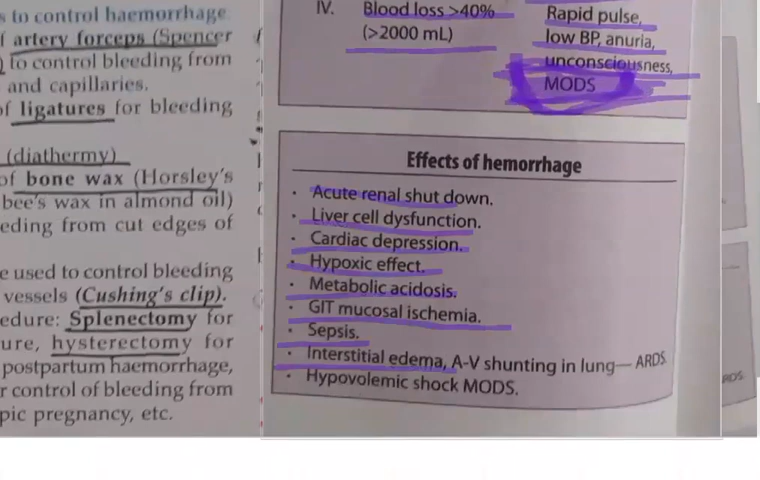 s to control haemorrhage.
f artery forceps (Spencer
) to control bleeding from
and capillaries.
of ligatures for bleeding
(diathermy)
of bone wax (Horsley's
bee's wax in almond oil)
eding from cut edges of
e used to control bleeding
vessels (Cushing's clip).
edure: Splenectomy for
ure, hysterectomy for
postpartum haemorrhage,
r control of bleeding from
pic pregnancy, etc.
IV. Blood loss >40%
(>2000 mL)
Rapid pulse,
low BP, anuria,
unconsciousness,
MODS
Effects of hemorrhage
• Acute renal shut down.
• Liver cell dysfunction.
• Cardiac depression.
• Hypoxic effect.
• Metabolic acidosis.
• GIT mucosal ischemia.
• Sepsis.
• Interstitial edema, A-V shunting in lung— ARDS
• Hypovolemic shock MODS.
RDS